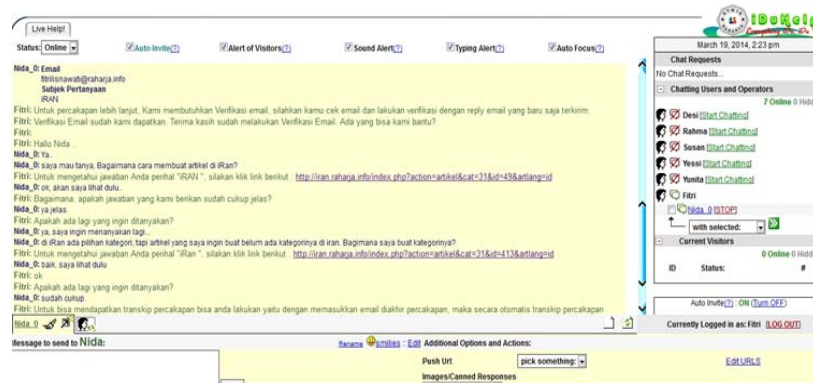 Live Help!
iDuHelp
March 19, 2014, 2:23 pm
Status: Online Auto Invite(?) Alert of Visitors(?) Sound Alert(?) Typing Alert(?) Auto Focus(?)
Chat Requests
No Chat Requests...
Chatting Users and Operators
7 Online 0 Hidd
Desi [Start Chatting]
Rahma [Start Chatting]
Susan [Start Chatting]
Yessi [Start Chatting]
Yunita [Start Chatting]
Fitri
Nida_0 [STOP]
with selected:
Current Visitors
0 Online 0 Hidd
ID Status: #
Auto Invite(?) : ON (Turn OFF)
Currently Logged in as: Fitri [LOG OUT]
Nida_0: Email
fitrilisnawati@raharja.info
Subjek Pertanyaan
iRAN
Fitri: Untuk percakapan lebih lanjut, Kami membutuhkan Verifikasi email, silahkan kamu cek email dan lakukan verifikasi dengan reply email yang baru saja terkirim.
Fitri: Verifikasi Email sudah kami dapatkan. Terima kasih sudah melakukan Verifikasi Email. Ada yang bisa kami bantu?
Fitri:
Fitri: Hallo Nida ...
Nida_0: Ya..
Nida_0: saya mau tanya, Bagaimana cara membuat artikel di iRan?
Fitri: Untuk mengetahui jawaban Anda perihal "iRAN ", silakan klik link berikut : http://iran.raharja.info/index.php?action=artikel&cat=31&id=49&artlang=id
Nida_0: ok, akan saya lihat dulu..
Fitri: Bagaimana, apakah jawaban yang kami berikan sudah cukup jelas?
Nida_0: ya jelas.
Fitri: Apakah ada lagi yang ingin ditanyakan?
Nida_0: ya, saya ingin menanyakan lagi...
Nida_0: di iRan ada pilihan kategori, tapi artikel yang saya ingin buat belum ada kategorinya di iran. Bagimana saya buat kategorinya?
Fitri: Untuk mengetahui jawaban Anda perihal "iRan ", silakan klik link berikut : http://iran.raharja.info/index.php?action=artikel&cat=31&id=413&artlang=id
Nida_0: baik, saya lihat dulu
Fitri: ok
Fitri: Apakah ada lagi yang ingin ditanyakan?
Nida_0: sudah cukup.
Fitri: Untuk bisa mendapatkan transkip percakapan bisa anda lakukan yaitu dengan memasukkan email diakhir percakapan, maka secara otomatis transkip percakapan
Nida_0
Message to send to Nida:
Rename smilies :: Edit Additional Options and Actions:
Push Url: pick something: Edit URLS
Images/Canned Responses